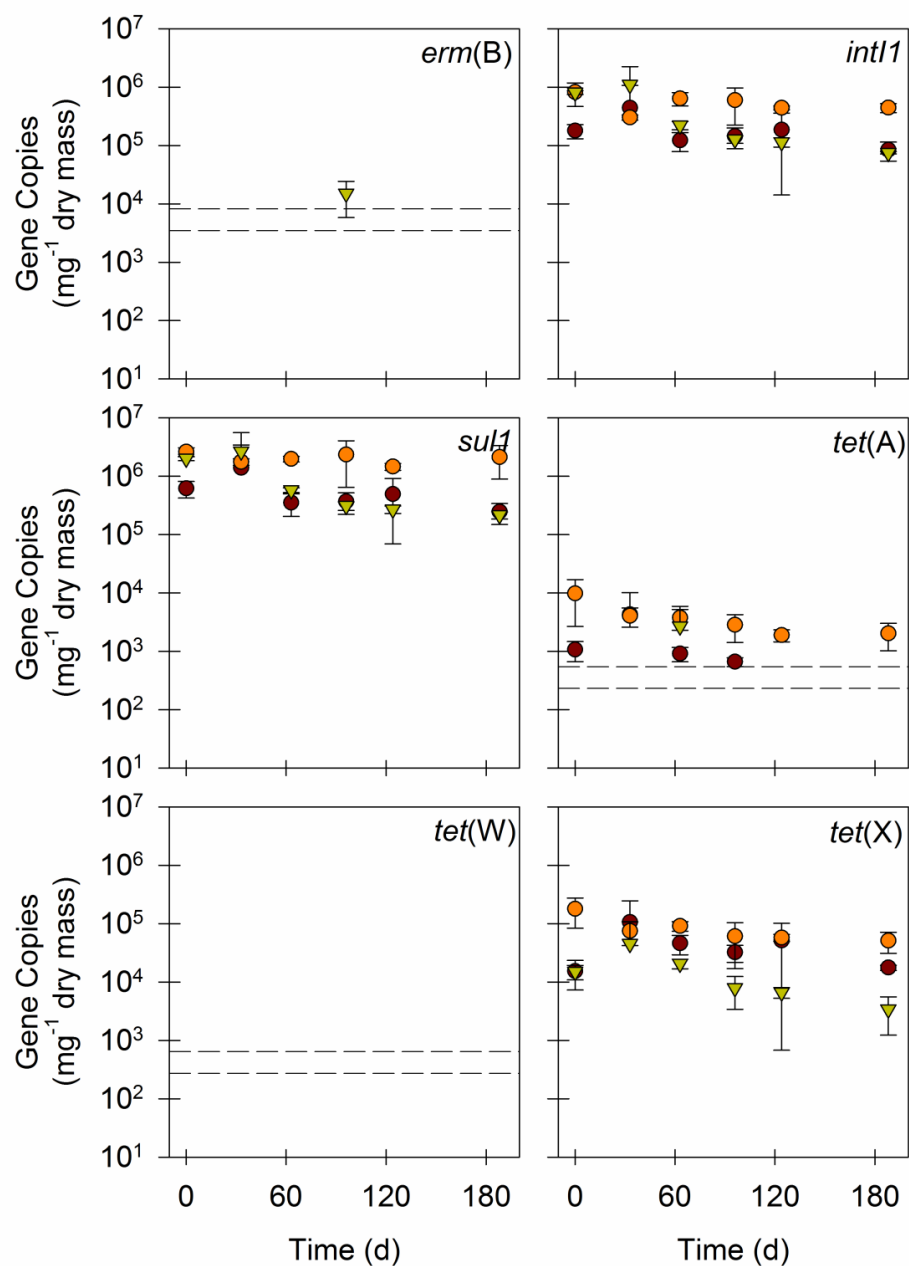 10⁷
10⁶
10⁵
10⁴
10³
10²
10¹
Gene Copies
(mg⁻¹ dry mass)
erm(B)
intI1
10⁷
10⁶
10⁵
10⁴
10³
10²
10¹
Gene Copies
(mg⁻¹ dry mass)
sul1
tet(A)
10⁷
10⁶
10⁵
10⁴
10³
10²
10¹
Gene Copies
(mg⁻¹ dry mass)
tet(W)
tet(X)
0 60 120 180
0 60 120 180
Time (d)
Time (d)